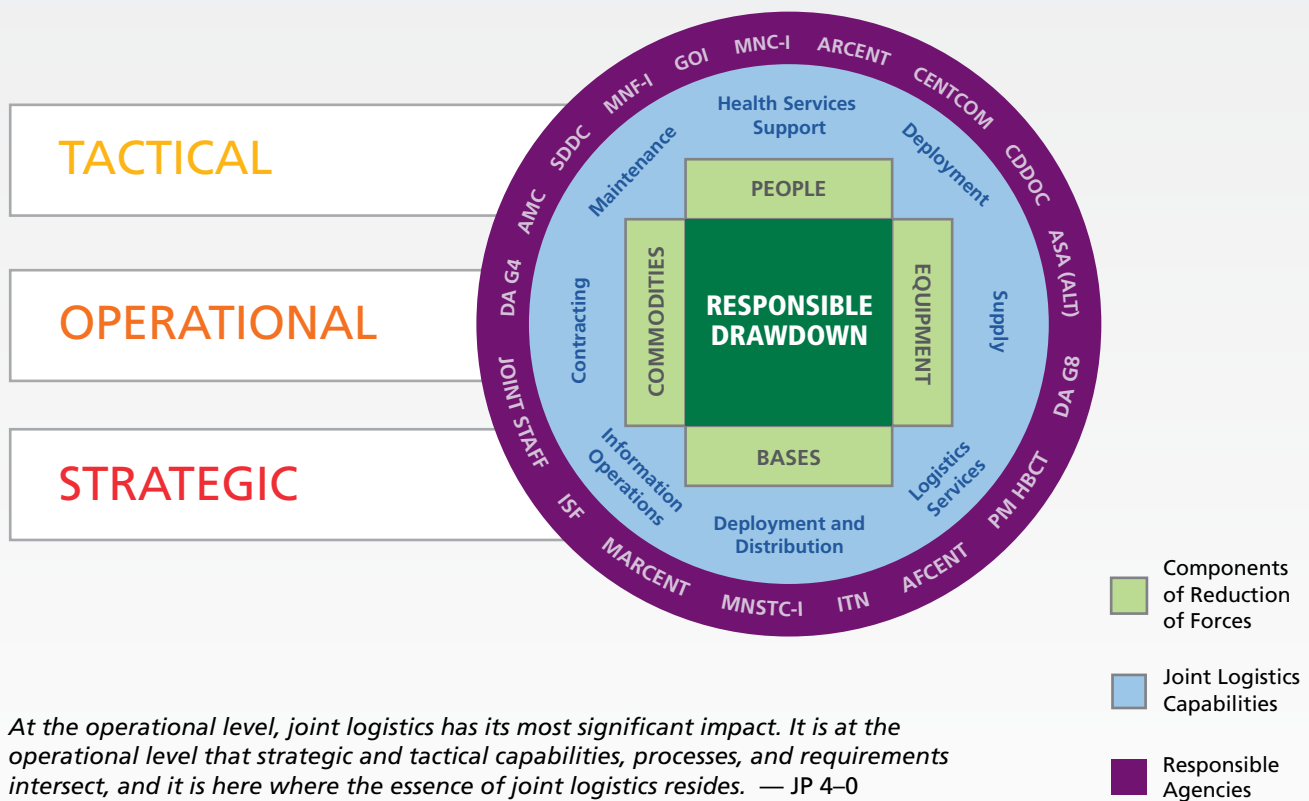 TACTICAL
OPERATIONAL
STRATEGIC
DA G4
AMC
SDDC
MNF-I
GOI
MNC-I
ARCENT
CENTCOM
CDDOC
ASA (ALT)
DA G8
PM HBCT
AFCENT
ITN
MNSTC-I
MARCENT
ISF
JOINT STAFF
Health Services
Support
Deployment
Supply
Logistics
Services
Deployment and
Distribution
Information
Operations
Contracting
Maintenance
PEOPLE
EQUIPMENT
BASES
COMMODITIES
RESPONSIBLE
DRAWDOWN
Components
of Reduction
of Forces
Joint Logistics
Capabilities
Responsible
Agencies
At the operational level, joint logistics has its most significant impact. It is at the
operational level that strategic and tactical capabilities, processes, and requirements
intersect, and it is here where the essence of joint logistics resides. — JP 4–0